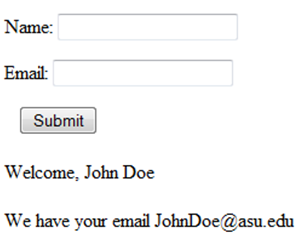 Name:
Email:
Submit
Welcome, John Doe
We have your email JohnDoe@asu.edu